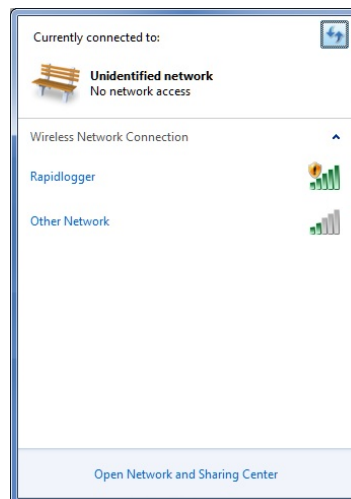 Currently connected to:
Unidentified network
No network access
Wireless Network Connection
Rapidlogger
Other Network
Open Network and Sharing Center